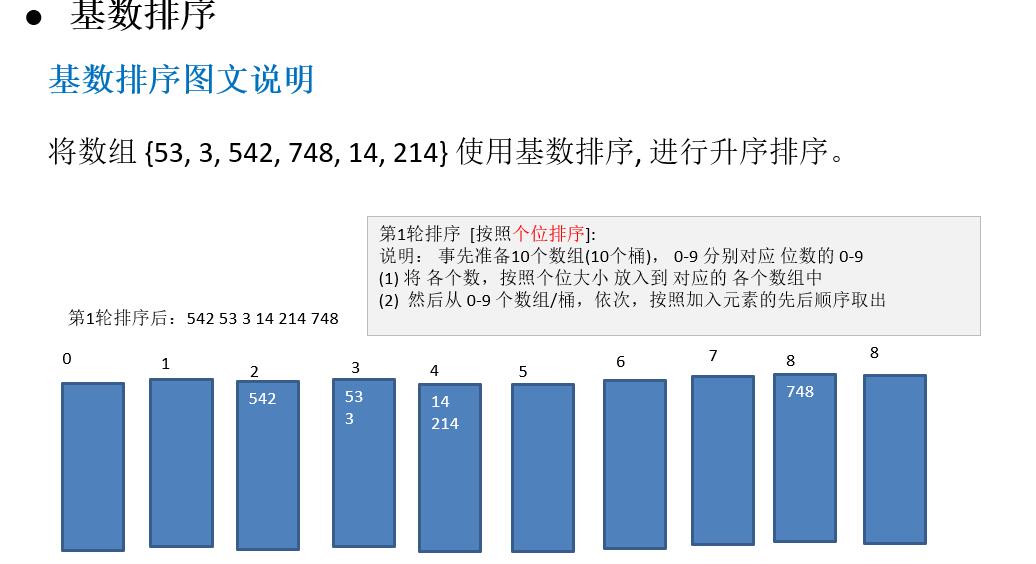 ● 基数排序
基数排序图文说明
将数组 {53, 3, 542, 748, 14, 214} 使用基数排序, 进行升序排序。
第1轮排序 [按照个位排序]:
说明： 事先准备10个数组(10个桶)， 0-9 分别对应 位数的 0-9
(1) 将 各个数，按照个位大小 放入到 对应的 各个数组中
(2) 然后从 0-9 个数组/桶，依次，按照加入元素的先后顺序取出
第1轮排序后：542 53 3 14 214 748
0 1 2 3 4 5 6 7 8 8
542 53 14 748
3 214